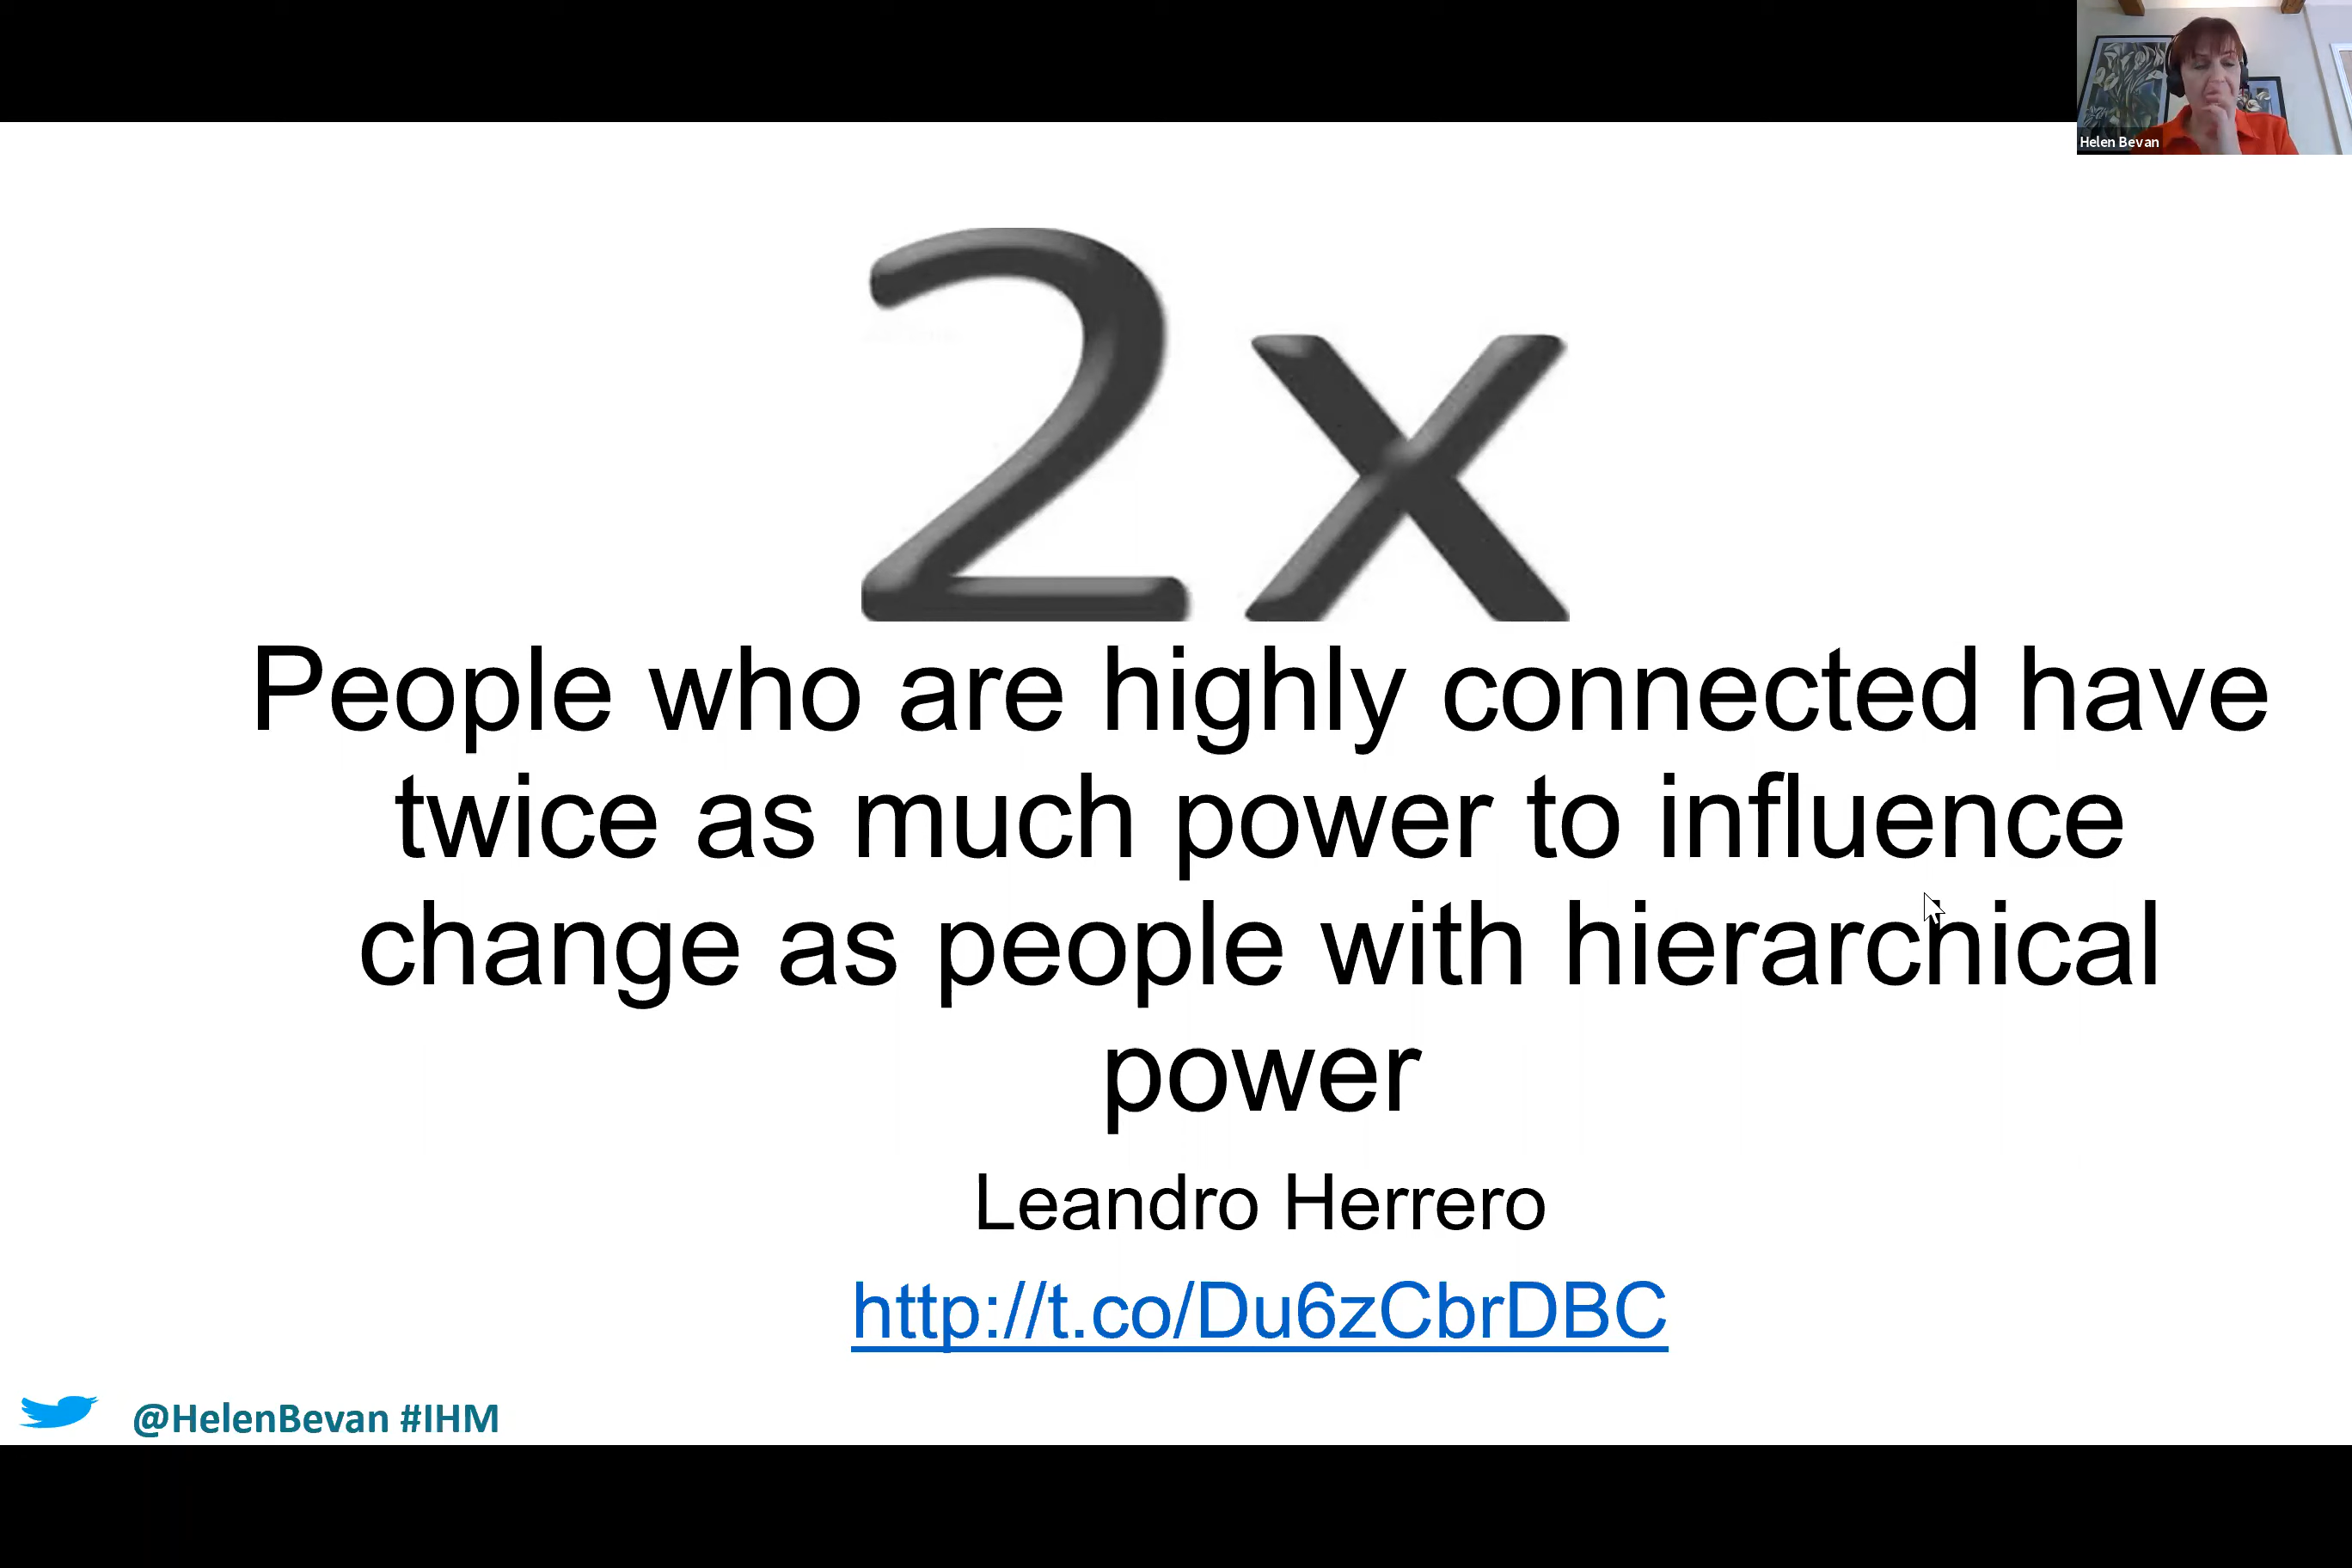 Helen Bevan
2x
People who are highly connected have
twice as much power to influence
change as people with hierarchical
power
Leandro Herrero
http://t.co/Du6zCbrDBC
@HelenBevan #IHM